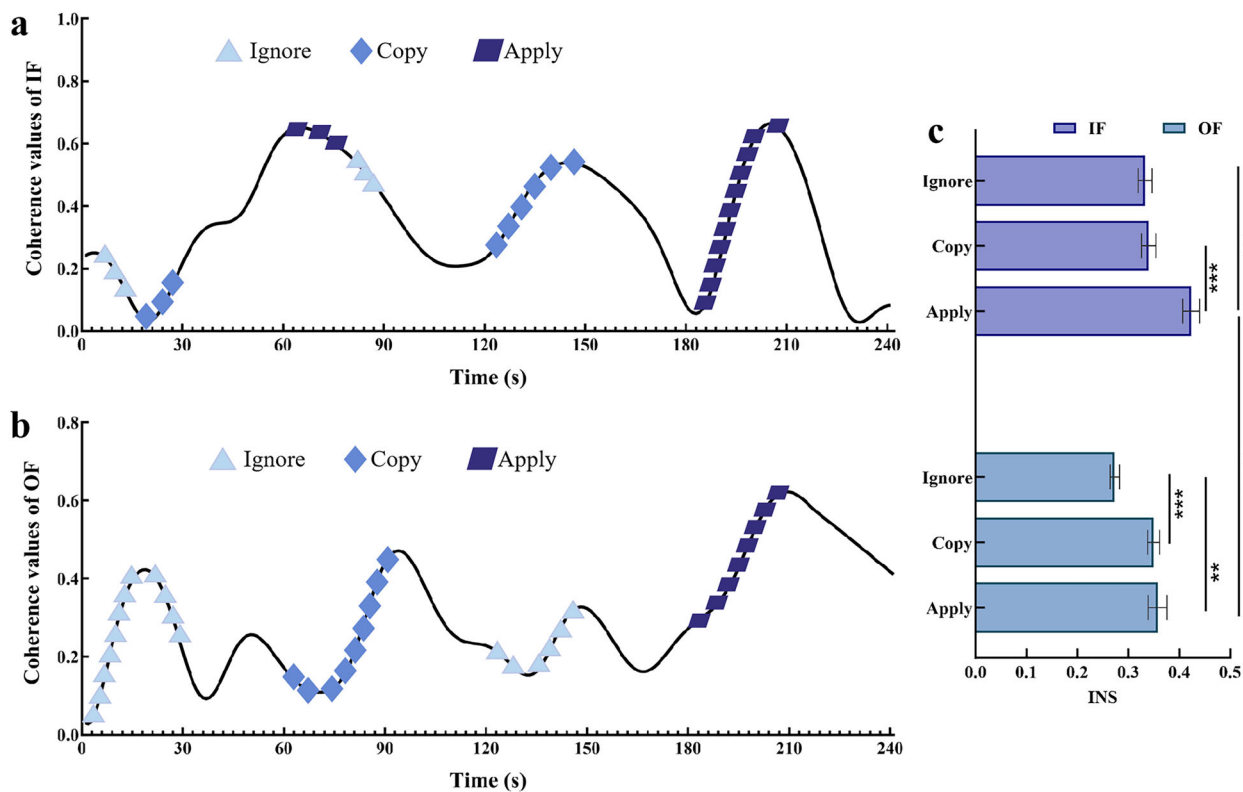 a
Coherence values of IF
1.0
0.8
0.6
0.4
0.2
0.0
Ignore Copy Apply
0 30 60 90 120 150 180 210 240
Time (s)
b
Coherence values of OF
0.8
0.6
0.4
0.2
0.0
Ignore Copy Apply
0 30 60 90 120 150 180 210 240
Time (s)
c
IF OF
Ignore
Copy
Apply
***
Ignore
Copy
Apply
***
**
0.0 0.1 0.2 0.3 0.4 0.5
INS